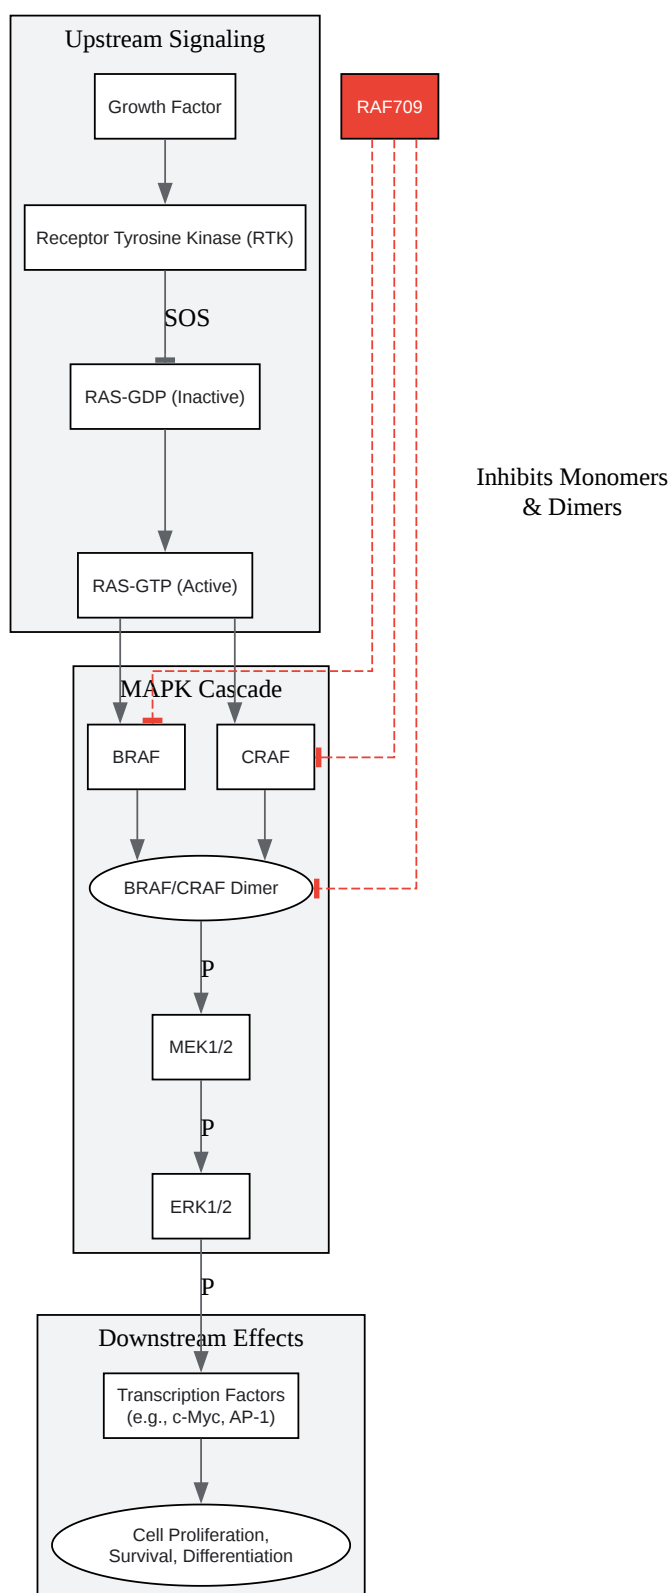 Upstream Signaling
Growth Factor
RAF709
Receptor Tyrosine Kinase (RTK)
SOS
RAS-GDP (Inactive)
Inhibits Monomers
& Dimers
RAS-GTP (Active)
MAPK Cascade
BRAF
CRAF
BRAF/CRAF Dimer
P
MEK1/2
P
ERK1/2
P
Downstream Effects
Transcription Factors
(e.g., c-Myc, AP-1)
Cell Proliferation,
Survival, Differentiation